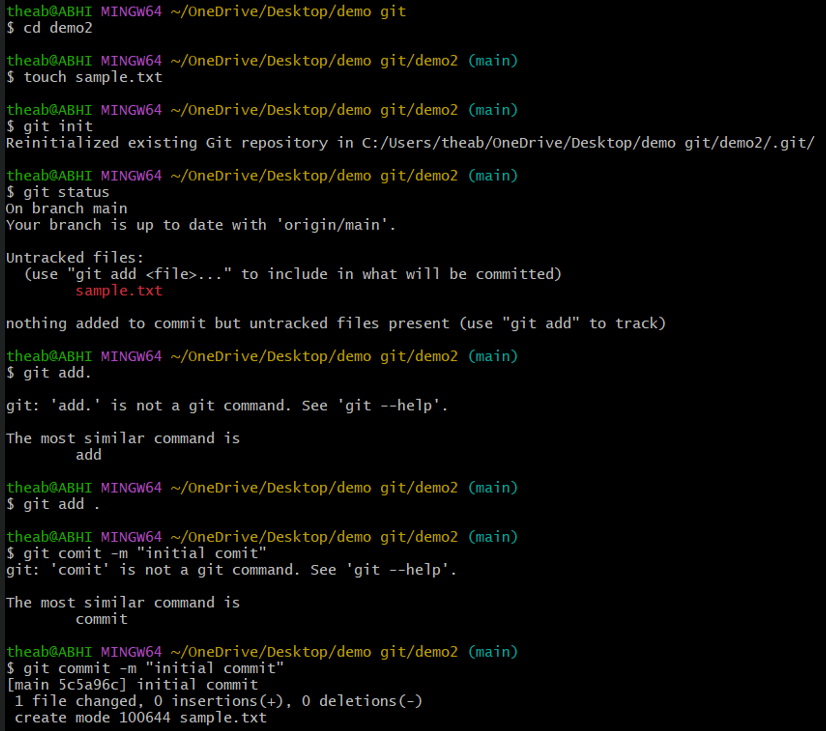 theab@ABHI MINGW64 ~/OneDrive/Desktop/demo git
$ cd demo2
theab@ABHI MINGW64 ~/OneDrive/Desktop/demo git/demo2 (main)
$ touch sample.txt
theab@ABHI MINGW64 ~/OneDrive/Desktop/demo git/demo2 (main)
$ git init
Reinitialized existing Git repository in C:/Users/theab/OneDrive/Desktop/demo git/demo2/.git/
theab@ABHI MINGW64 ~/OneDrive/Desktop/demo git/demo2 (main)
$ git status
On branch main
Your branch is up to date with 'origin/main'.
Untracked files:
  (use "git add <file>..." to include in what will be committed)
        sample.txt
nothing added to commit but untracked files present (use "git add" to track)
theab@ABHI MINGW64 ~/OneDrive/Desktop/demo git/demo2 (main)
$ git add.
git: 'add.' is not a git command. See 'git --help'.
The most similar command is
        add
theab@ABHI MINGW64 ~/OneDrive/Desktop/demo git/demo2 (main)
$ git add .
theab@ABHI MINGW64 ~/OneDrive/Desktop/demo git/demo2 (main)
$ git comit -m "initial comit"
git: 'comit' is not a git command. See 'git --help'.
The most similar command is
        commit
theab@ABHI MINGW64 ~/OneDrive/Desktop/demo git/demo2 (main)
$ git commit -m "initial commit"
[main 5c5a96c] initial commit
 1 file changed, 0 insertions(+), 0 deletions(-)
 create mode 100644 sample.txt